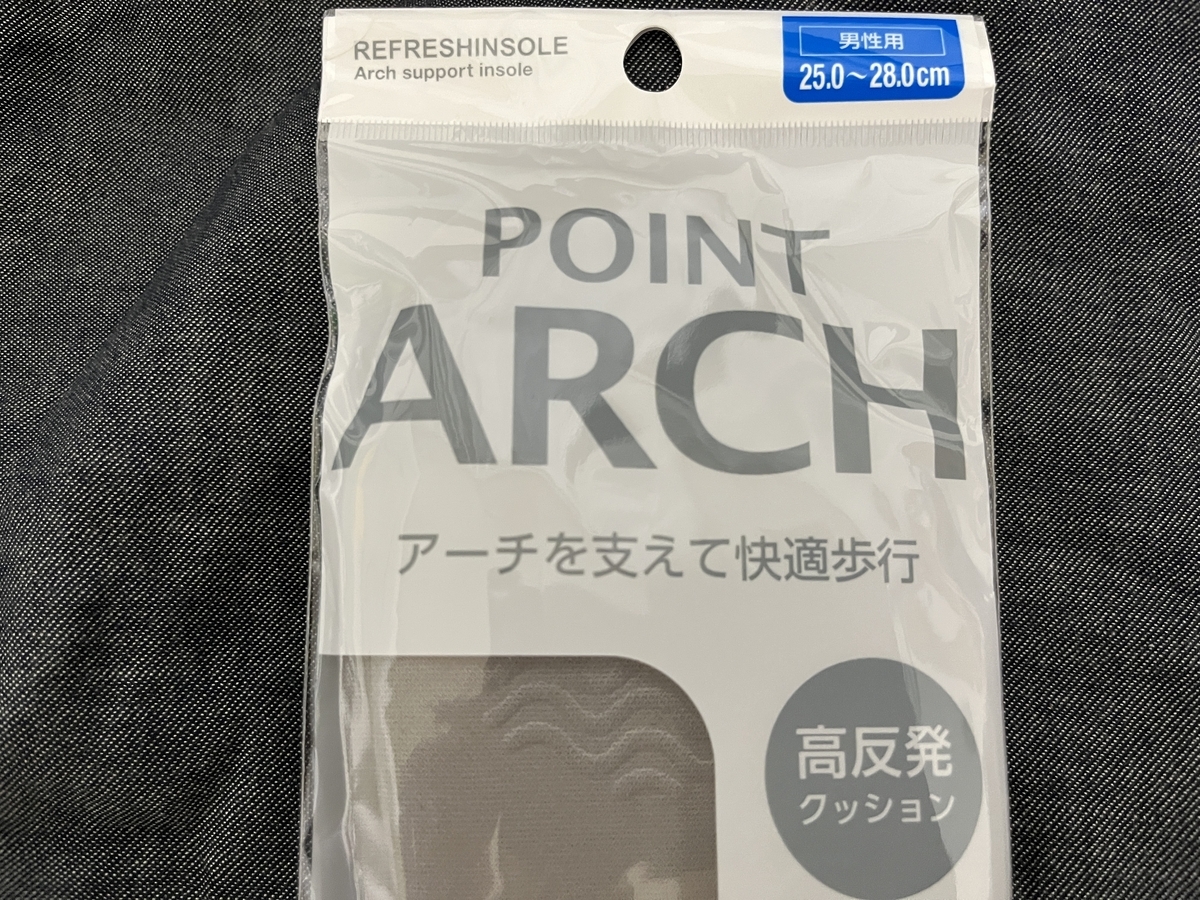 REFRESHINSOLE
Arch support insole
男性用
25.0~28.0cm
POINT
ARCH
アーチを支えて快適歩行
高反発
クッション